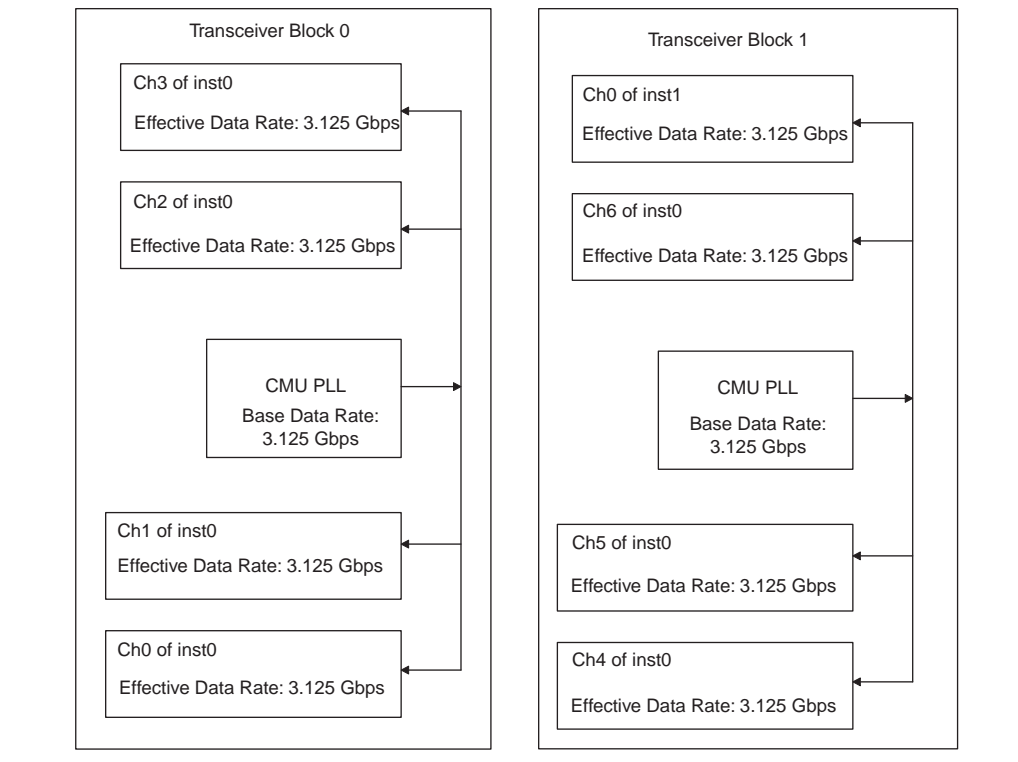 Transceiver Block 0
Ch3 of inst0
Effective Data Rate: 3.125 Gbps
Ch2 of inst0
Effective Data Rate: 3.125 Gbps
CMU PLL
Base Data Rate:
3.125 Gbps
Ch1 of inst0
Effective Data Rate: 3.125 Gbps
Ch0 of inst0
Effective Data Rate: 3.125 Gbps
Transceiver Block 1
Ch0 of inst1
Effective Data Rate: 3.125 Gbps
Ch6 of inst0
Effective Data Rate: 3.125 Gbps
CMU PLL
Base Data Rate:
3.125 Gbps
Ch5 of inst0
Effective Data Rate: 3.125 Gbps
Ch4 of inst0
Effective Data Rate: 3.125 Gbps